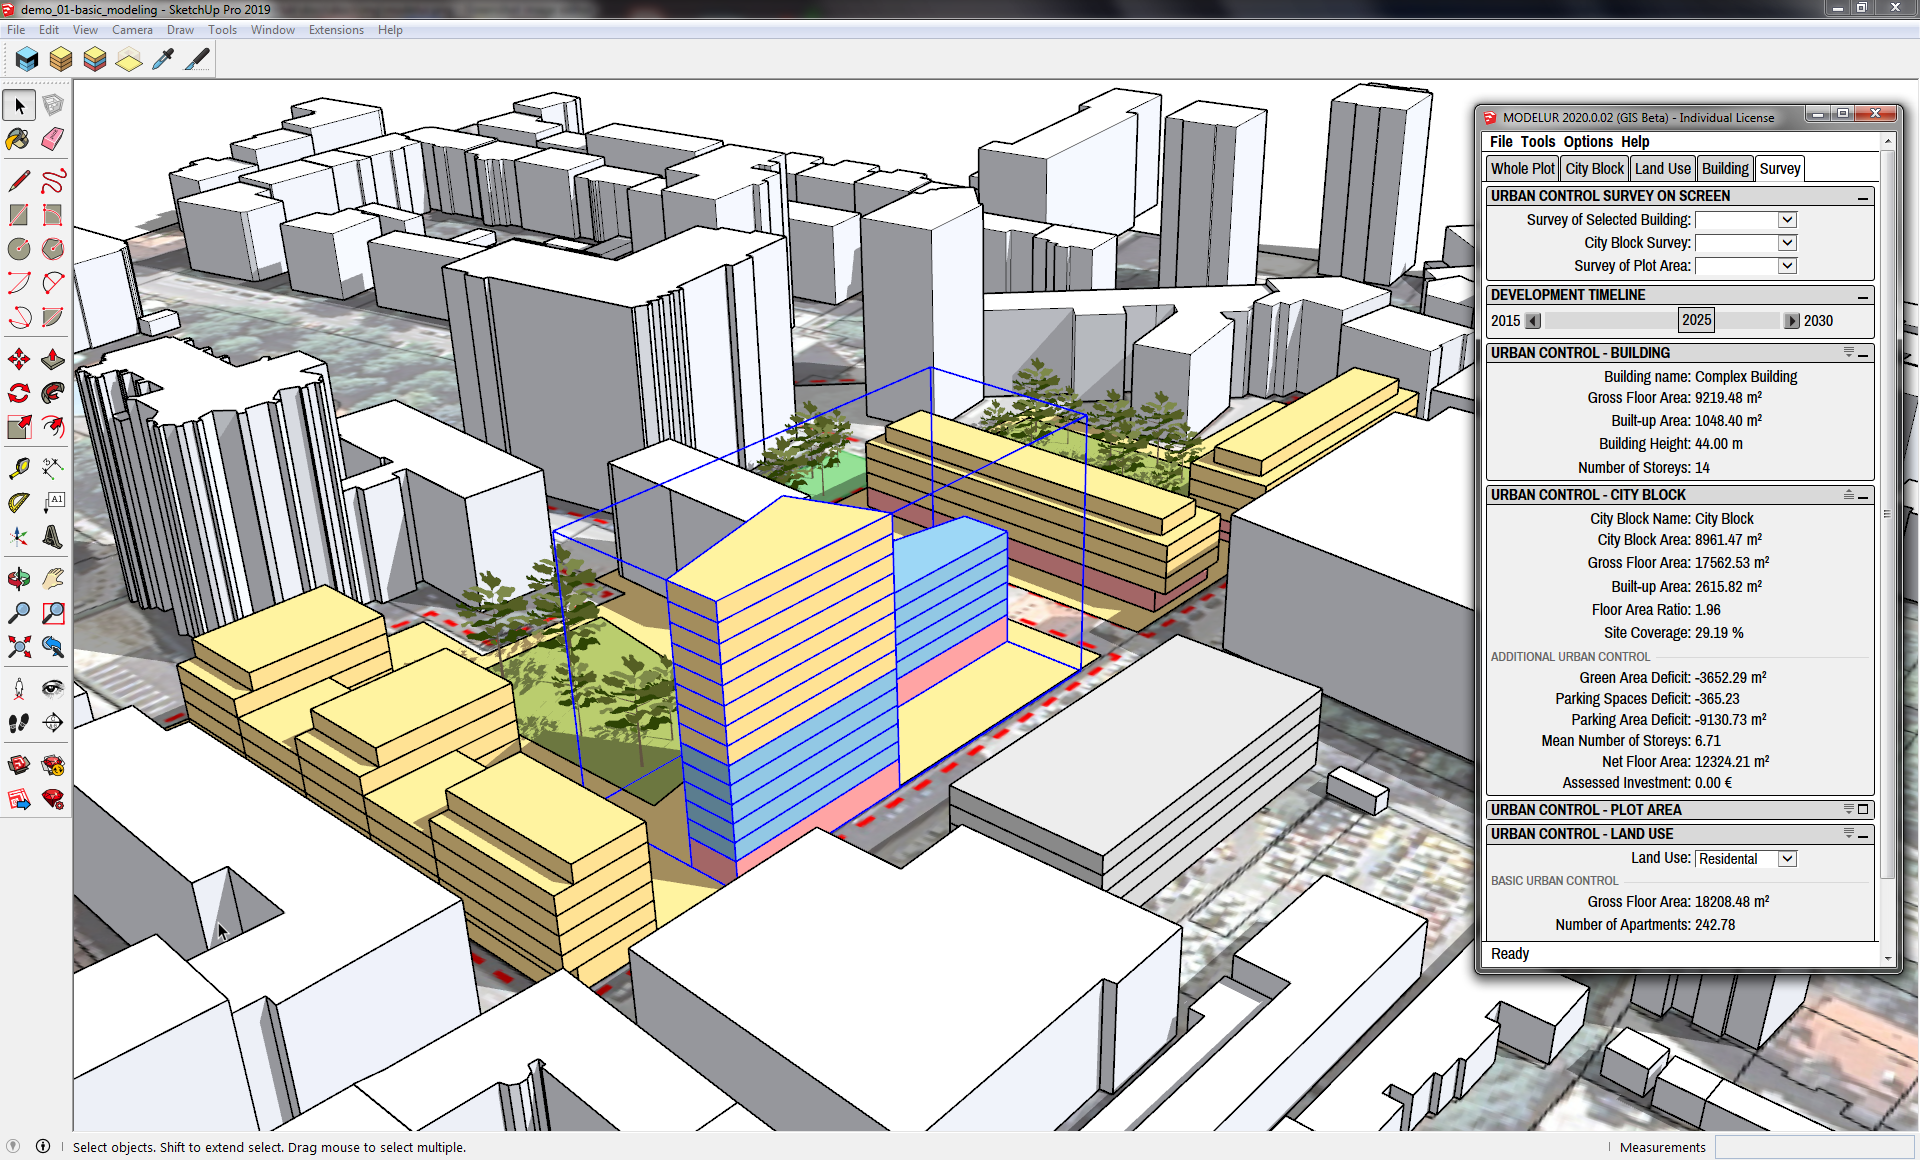 demo_01-basic_modeling - SketchUp Pro 2019
File Edit View Camera Draw Tools Window Extensions Help
A1
MODELUR 2020.0.02 (GIS Beta) - Individual License
File Tools Options Help
Whole Plot City Block Land Use Building Survey
URBAN CONTROL SURVEY ON SCREEN
Survey of Selected Building:
City Block Survey:
Survey of Plot Area:
DEVELOPMENT TIMELINE
2015 2025 2030
URBAN CONTROL - BUILDING
Building name: Complex Building
Gross Floor Area: 9219.48 m²
Built-up Area: 1048.40 m²
Building Height: 44.00 m
Number of Storeys: 14
URBAN CONTROL - CITY BLOCK
City Block Name: City Block
City Block Area: 8961.47 m²
Gross Floor Area: 17562.53 m²
Built-up Area: 2615.82 m²
Floor Area Ratio: 1.96
Site Coverage: 29.19 %
ADDITIONAL URBAN CONTROL
Green Area Deficit: -3652.29 m²
Parking Spaces Deficit: -365.23
Parking Area Deficit: -9130.73 m²
Mean Number of Storeys: 6.71
Net Floor Area: 12324.21 m²
Assessed Investment: 0.00 €
URBAN CONTROL - PLOT AREA
URBAN CONTROL - LAND USE
Land Use: Residential
BASIC URBAN CONTROL
Gross Floor Area: 18208.48 m²
Number of Apartments: 242.78
Ready
Select objects. Shift to extend select. Drag mouse to select multiple.
Measurements